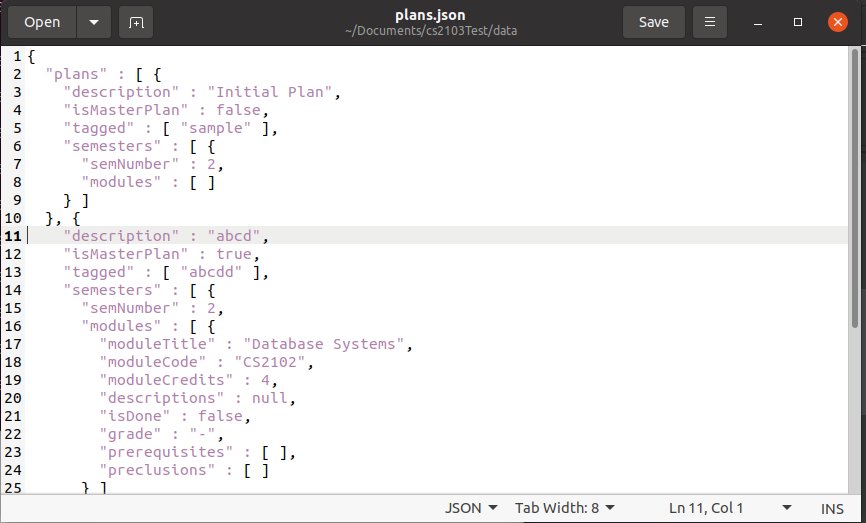 Open
plans.json
~/Documents/cs2103Test/data
Save
1 {
2   "plans" : [ {
3     "description" : "Initial Plan",
4     "isMasterPlan" : false,
5     "tagged" : [ "sample" ],
6     "semesters" : [ {
7       "semNumber" : 2,
8       "modules" : [ ]
9     } ]
10   }, {
11     "description" : "abcd",
12     "isMasterPlan" : true,
13     "tagged" : [ "abcdd" ],
14     "semesters" : [ {
15       "semNumber" : 2,
16       "modules" : [ {
17         "moduleTitle" : "Database Systems",
18         "moduleCode" : "CS2102",
19         "moduleCredits" : 4,
20         "descriptions" : null,
21         "isDone" : false,
22         "grade" : "-",
23         "prerequisites" : [ ],
24         "preclusions" : [ ]
25       } ]
JSON Tab Width: 8 Ln 11, Col 1 INS